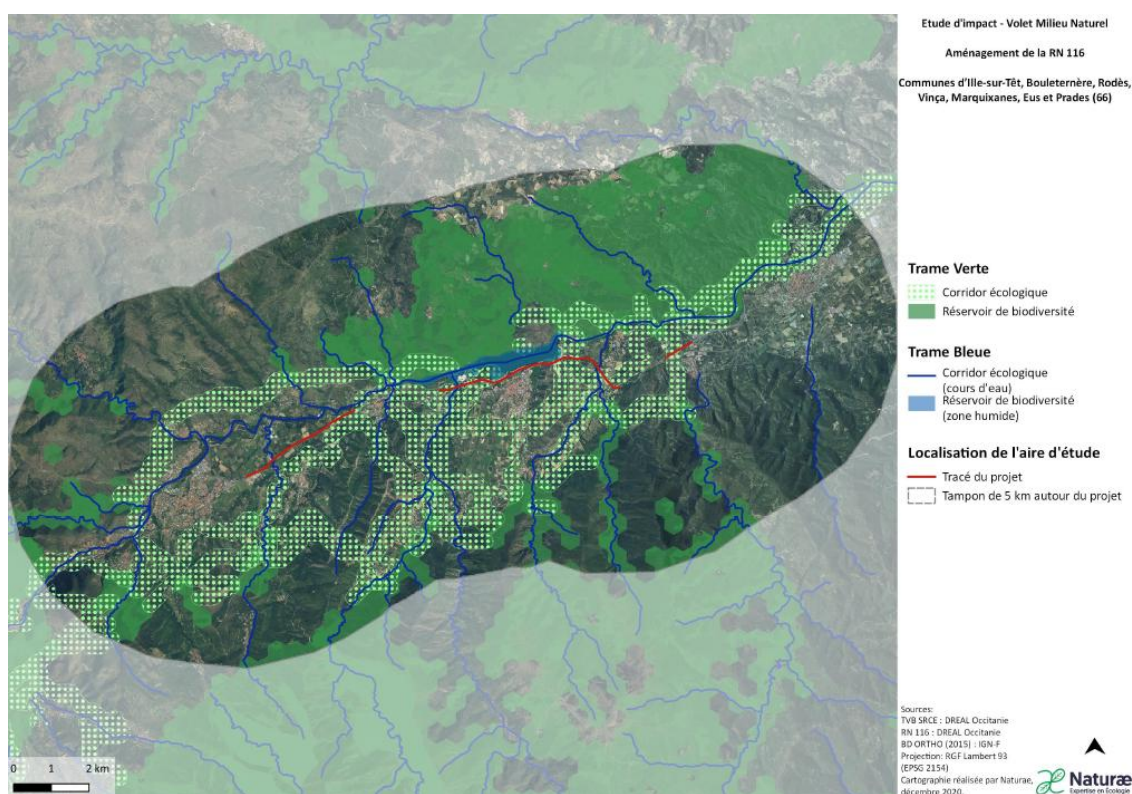 Etude d'impact - Volet Milieu Naturel
Aménagement de la RN 116
Communes d'Ille-sur-Têt, Bouleternère, Rodès,
Vinça, Marquixanes, Eus et Prades (66)
Trame Verte
Corridor écologique
Réservoir de biodiversité
Trame Bleue
Corridor écologique
(cours d'eau)
Réservoir de biodiversité
(zone humide)
Localisation de l'aire d'étude
Tracé du projet
Tampon de 5 km autour du projet
Sources:
TVB SRCE : DREAL Occitanie
RN 116 : DREAL Occitanie
BD ORTHO (2015) : IGN-F
Projection: RGF Lambert 93
(EPSG 2154)
Cartographie réalisée par Naturae,
décembre 2020.
Naturæ
Expertise en Écologie
0 1 2 km